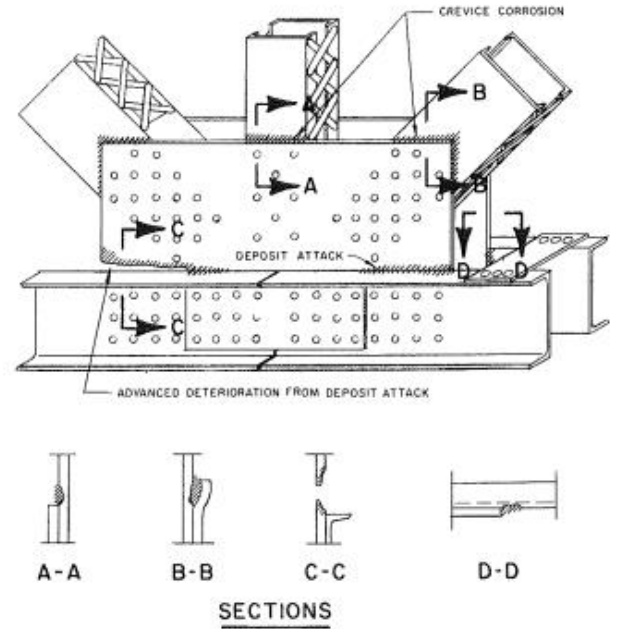 CREVICE CORROSION
A
B
A
B
C
DEPOSIT ATTACK
D
D
C
ADVANCED DETERIORATION FROM DEPOSIT ATTACK
A-A
B-B
C-C
D-D
SECTIONS